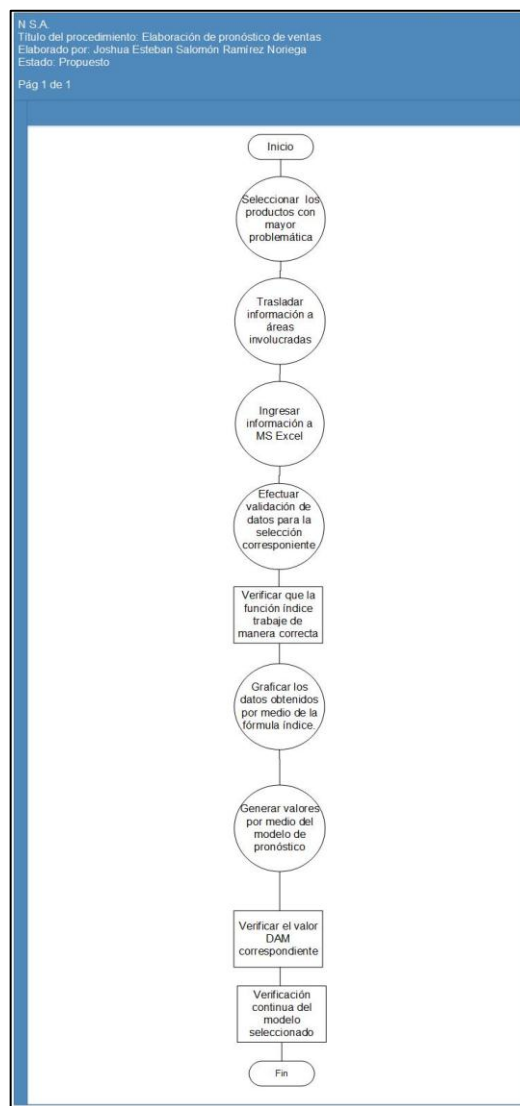 N S.A.
Título del procedimiento: Elaboración de pronóstico de ventas
Elaborado por: Joshua Esteban Salomón Ramírez Noriega
Estado: Propuesto
Pág 1 de 1
Inicio
Seleccionar los
productos con
mayor
problemática
Trasladar
información a
áreas
involucradas
Ingresar
información a
MS Excel
Efectuar
validación de
datos para la
selección
corresponiente
Verificar que la
función índice
trabaje de
manera correcta
Graficar los
datos obtenidos
por medio de la
fórmula índice.
Generar valores
por medio del
modelo de
pronóstico
Verificar el valor
DAM
correspondiente
Verificación
continua del
modelo
seleccionado
Fin